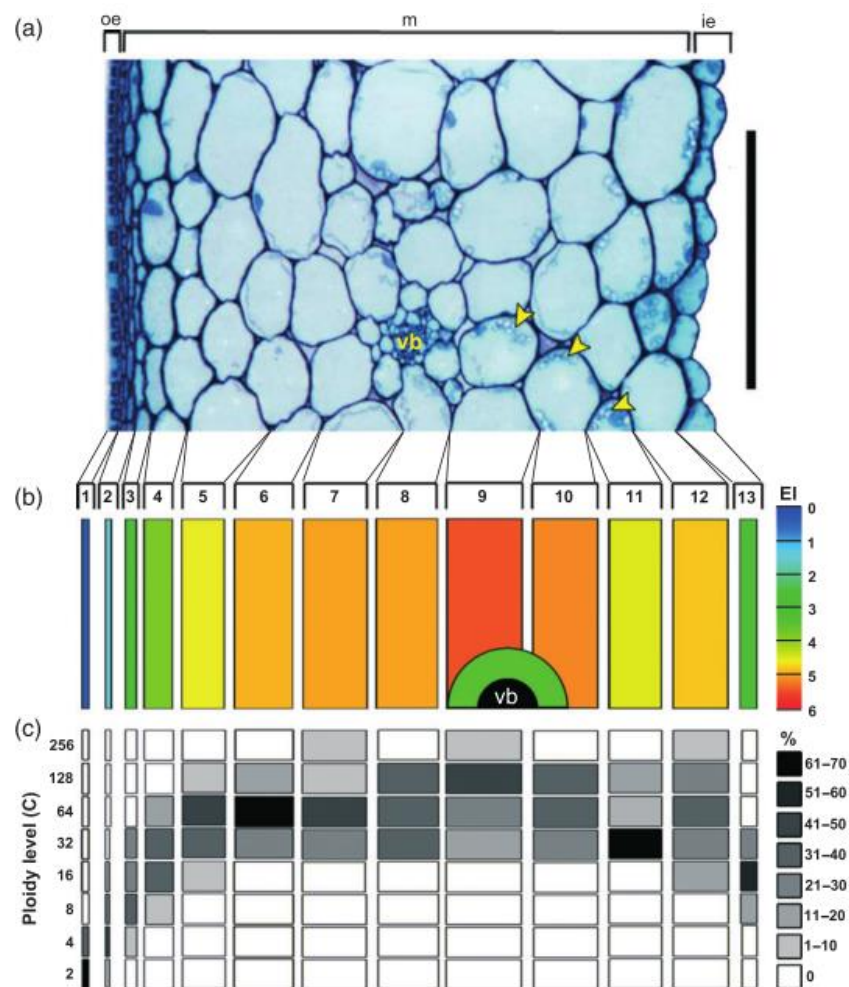 (a)
oe m ie
vb
(b)
1 2 3 4 5 6 7 8 9 10 11 12 13
EI
0
1
2
3
4
5
6
vb
(c)
Ploidy level (C)
256
128
64
32
16
8
4
2
%
61–70
51–60
41–50
31–40
21–30
11–20
1–10
0